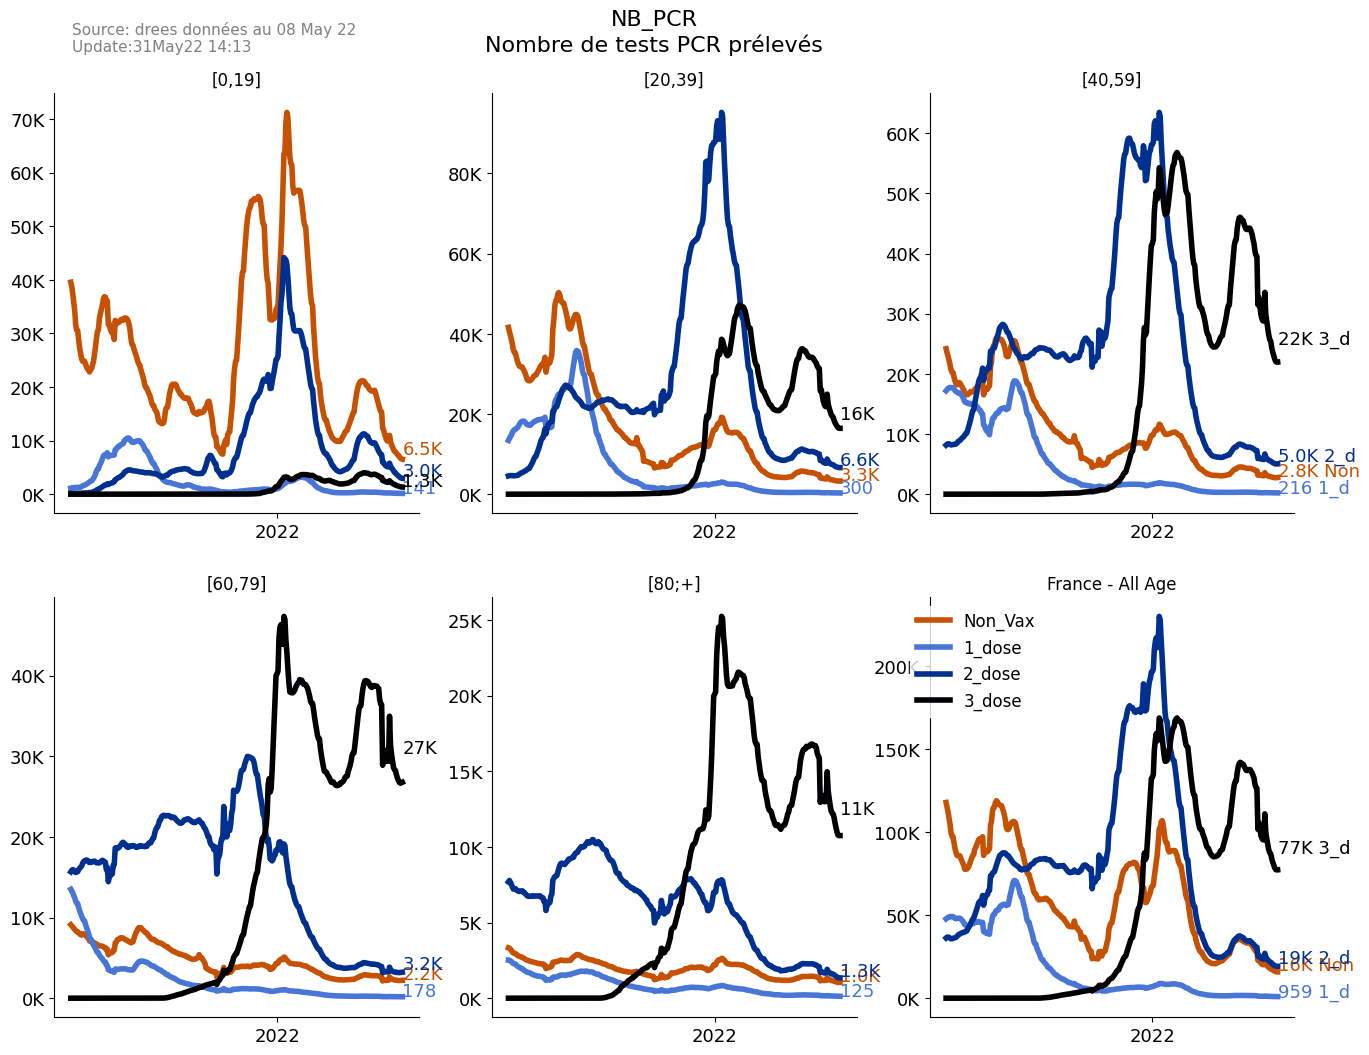 Source: drees données au 08 May 22
Update:31May22 14:13
NB_PCR
Nombre de tests PCR prélevés
[0,19]
70K
60K
50K
40K
30K
20K
10K
0K
6.5K
3.0K
1.3K
141
2022
[20,39]
80K
60K
40K
20K
0K
16K
6.6K
3.3K
300
2022
[40,59]
60K
50K
40K
30K
20K
10K
0K
22K 3_d
5.0K 2_d
2.8K Non
216 1_d
2022
[60,79]
40K
30K
20K
10K
0K
27K
3.2K
2.2K
178
2022
[80;+]
25K
20K
15K
10K
5K
0K
11K
1.3K
1.0K
125
2022
France - All Age
Non_Vax
1_dose
2_dose
3_dose
200K
150K
100K
50K
0K
77K 3_d
19K 2_d
16K Non
959 1_d
2022